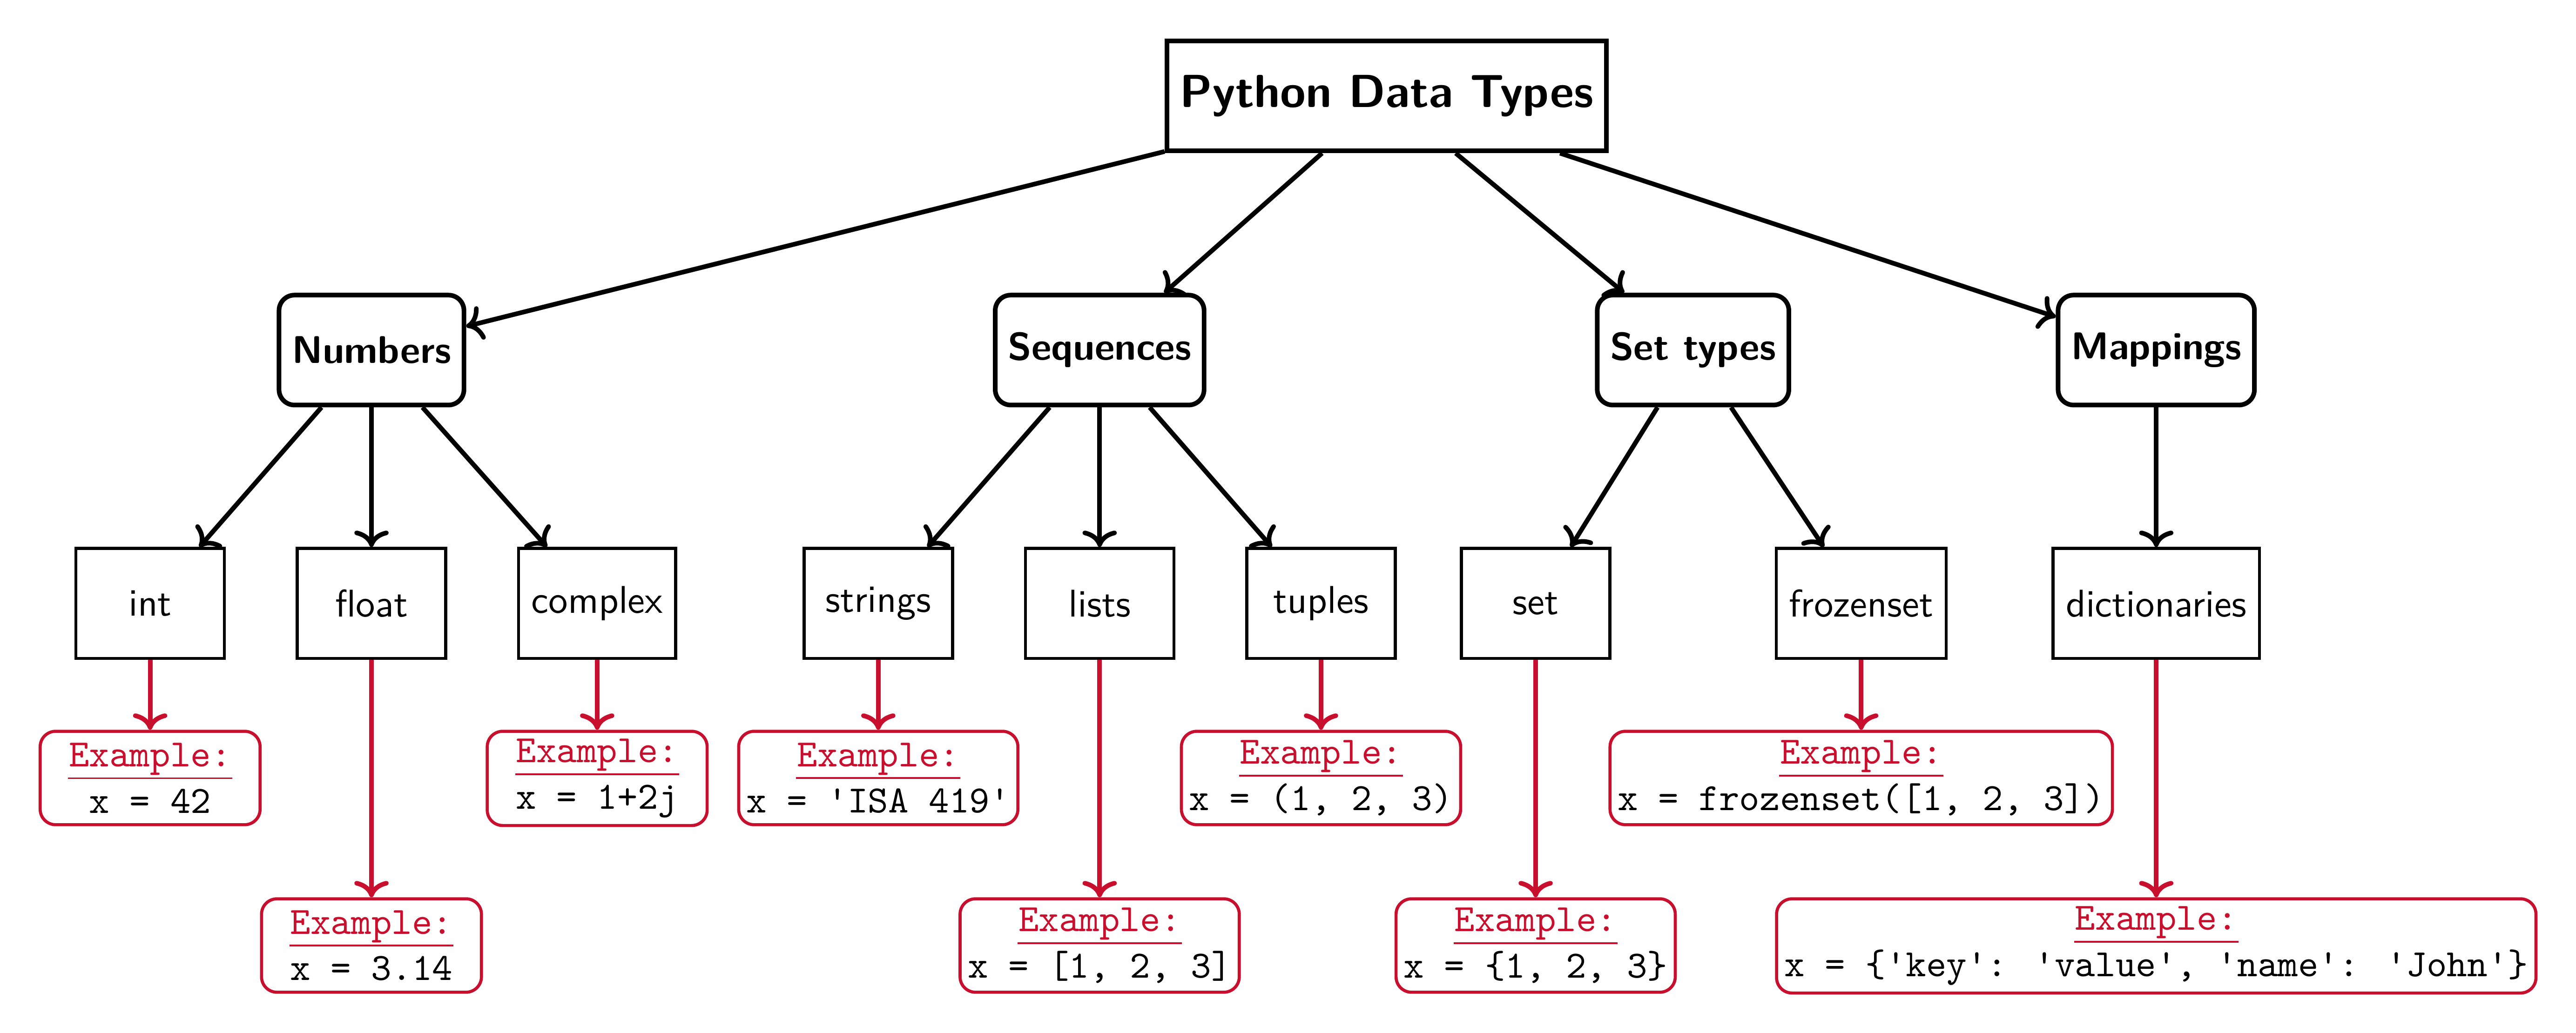 Python Data Types
Numbers
Sequences
Set types
Mappings
int
float
complex
strings
lists
tuples
set
frozenset
dictionaries
Example:
x = 42
Example:
x = 1+2j
Example:
x = 'ISA 419'
Example:
x = (1, 2, 3)
Example:
x = frozenset([1, 2, 3])
Example:
x = 3.14
Example:
x = [1, 2, 3]
Example:
x = {1, 2, 3}
Example:
x = {'key': 'value', 'name': 'John'}